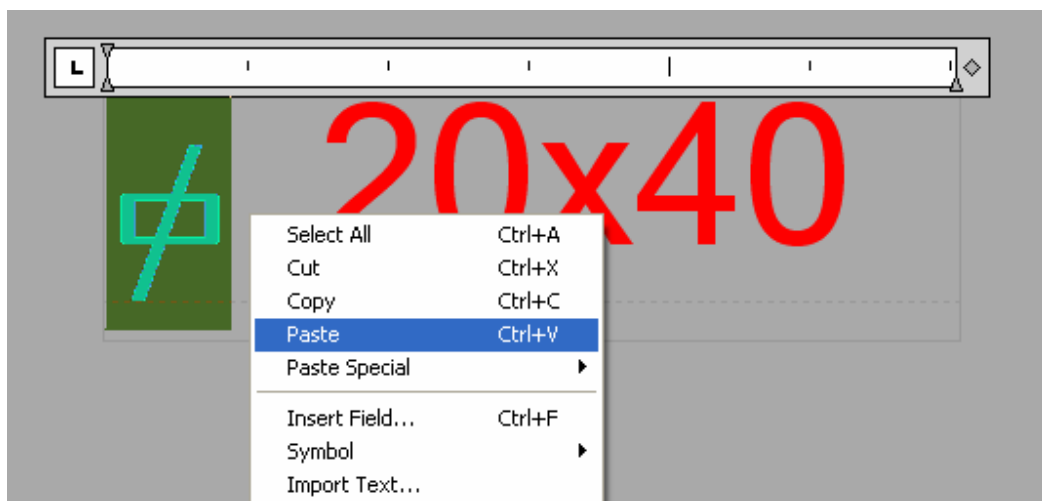 L
20x40
Select All Ctrl+A
Cut Ctrl+X
Copy Ctrl+C
Paste Ctrl+V
Paste Special
Insert Field... Ctrl+F
Symbol
Import Text...